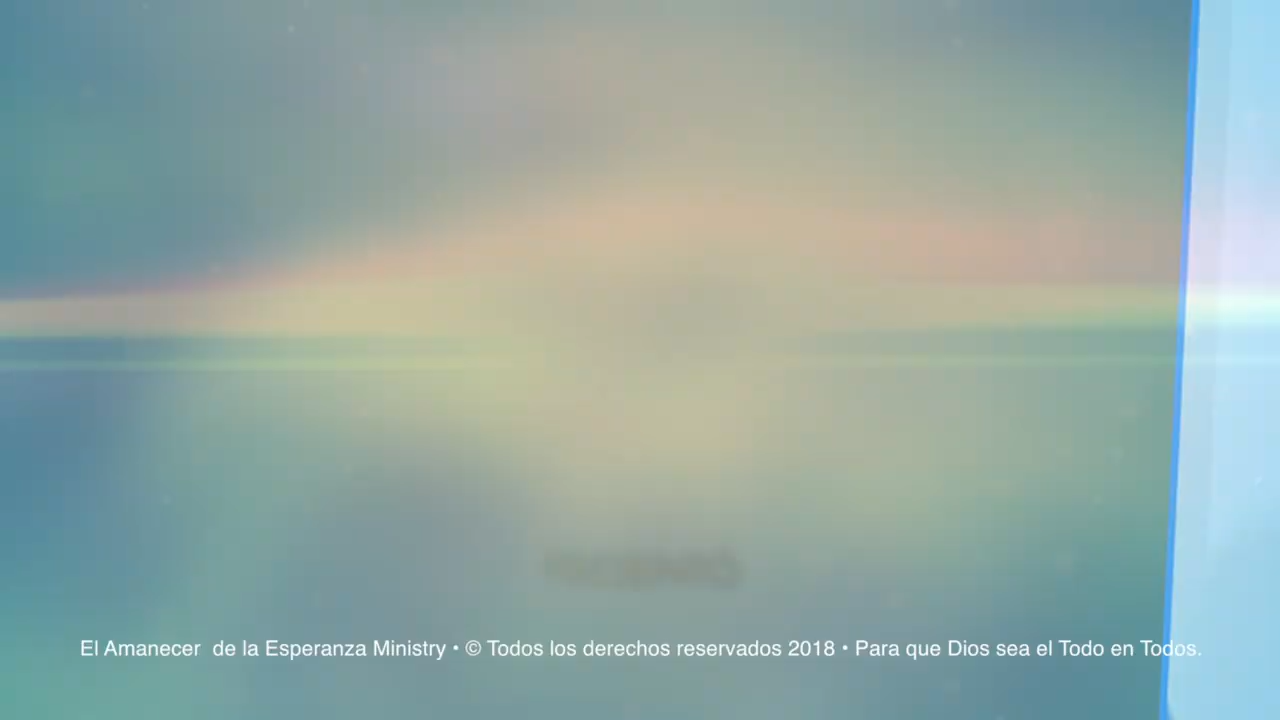 El Amanecer  de la Esperanza Ministry • © Todos los derechos reservados 2018 • Para que Dios sea el Todo en Todos.